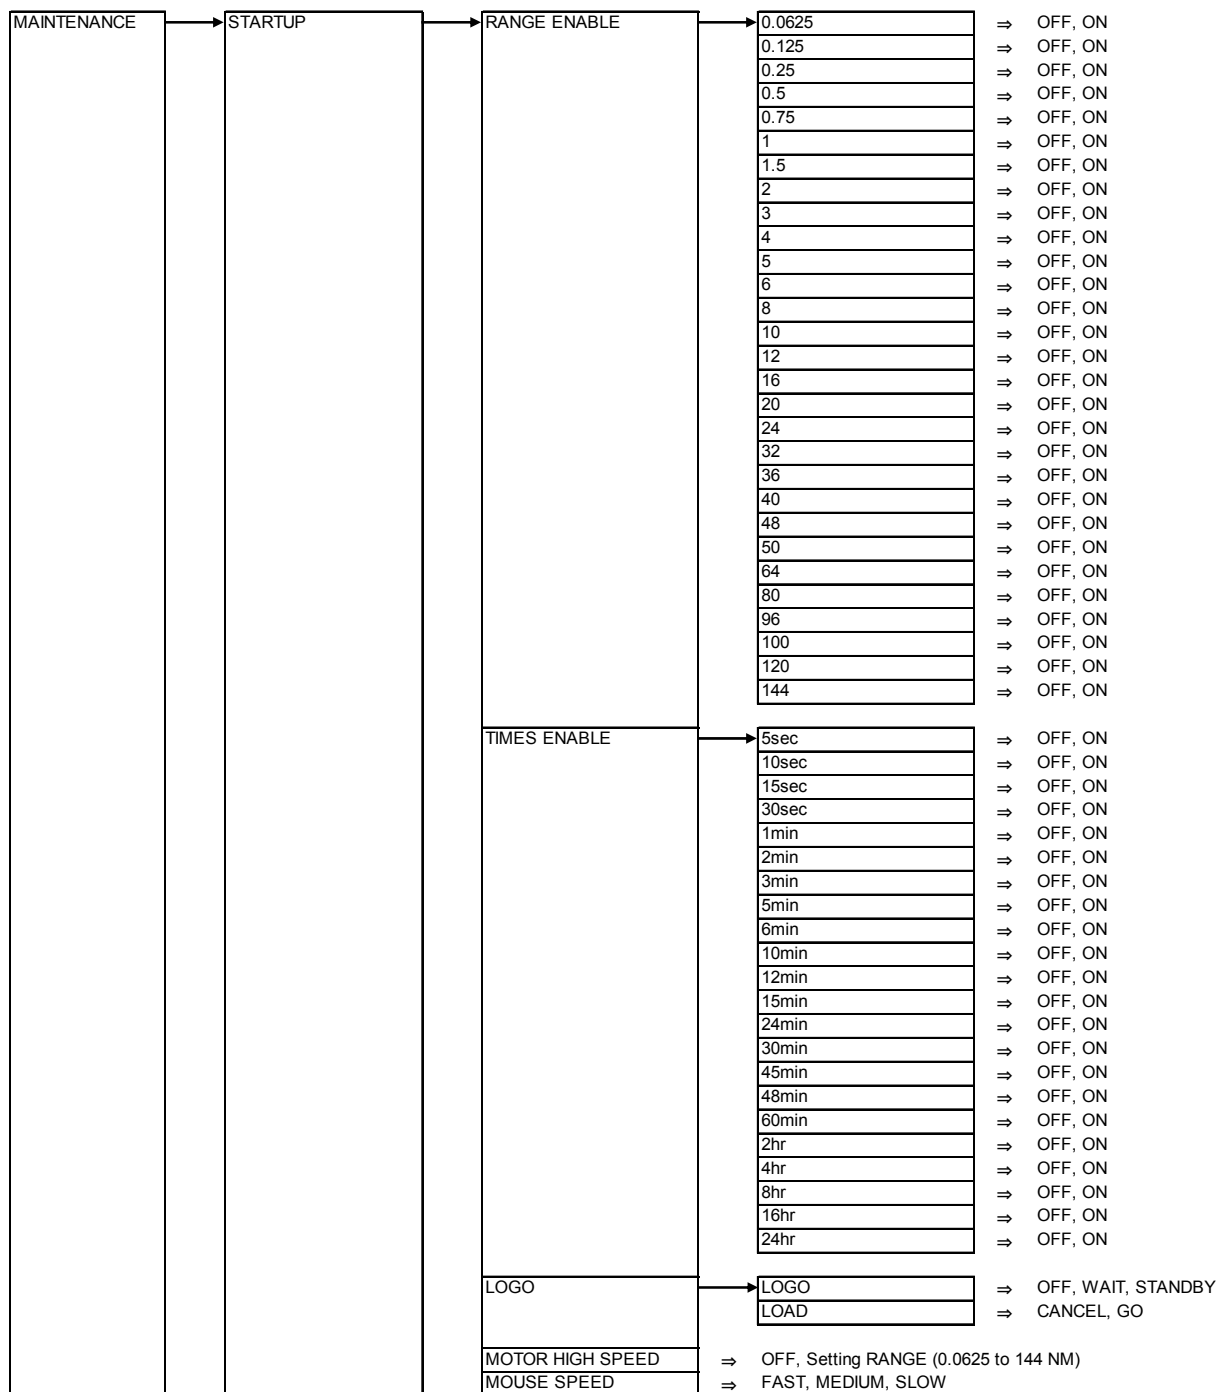 MAINTENANCE STARTUP RANGE ENABLE 0.0625 ⇒ OFF, ON
0.125 ⇒ OFF, ON
0.25 ⇒ OFF, ON
0.5 ⇒ OFF, ON
0.75 ⇒ OFF, ON
1 ⇒ OFF, ON
1.5 ⇒ OFF, ON
2 ⇒ OFF, ON
3 ⇒ OFF, ON
4 ⇒ OFF, ON
5 ⇒ OFF, ON
6 ⇒ OFF, ON
8 ⇒ OFF, ON
10 ⇒ OFF, ON
12 ⇒ OFF, ON
16 ⇒ OFF, ON
20 ⇒ OFF, ON
24 ⇒ OFF, ON
32 ⇒ OFF, ON
36 ⇒ OFF, ON
40 ⇒ OFF, ON
48 ⇒ OFF, ON
50 ⇒ OFF, ON
64 ⇒ OFF, ON
80 ⇒ OFF, ON
96 ⇒ OFF, ON
100 ⇒ OFF, ON
120 ⇒ OFF, ON
144 ⇒ OFF, ON
TIMES ENABLE 5sec ⇒ OFF, ON
10sec ⇒ OFF, ON
15sec ⇒ OFF, ON
30sec ⇒ OFF, ON
1min ⇒ OFF, ON
2min ⇒ OFF, ON
3min ⇒ OFF, ON
5min ⇒ OFF, ON
6min ⇒ OFF, ON
10min ⇒ OFF, ON
12min ⇒ OFF, ON
15min ⇒ OFF, ON
24min ⇒ OFF, ON
30min ⇒ OFF, ON
45min ⇒ OFF, ON
48min ⇒ OFF, ON
60min ⇒ OFF, ON
2hr ⇒ OFF, ON
4hr ⇒ OFF, ON
8hr ⇒ OFF, ON
16hr ⇒ OFF, ON
24hr ⇒ OFF, ON
LOGO LOGO ⇒ OFF, WAIT, STANDBY
LOAD ⇒ CANCEL, GO
MOTOR HIGH SPEED ⇒ OFF, Setting RANGE (0.0625 to 144 NM)
MOUSE SPEED ⇒ FAST, MEDIUM, SLOW